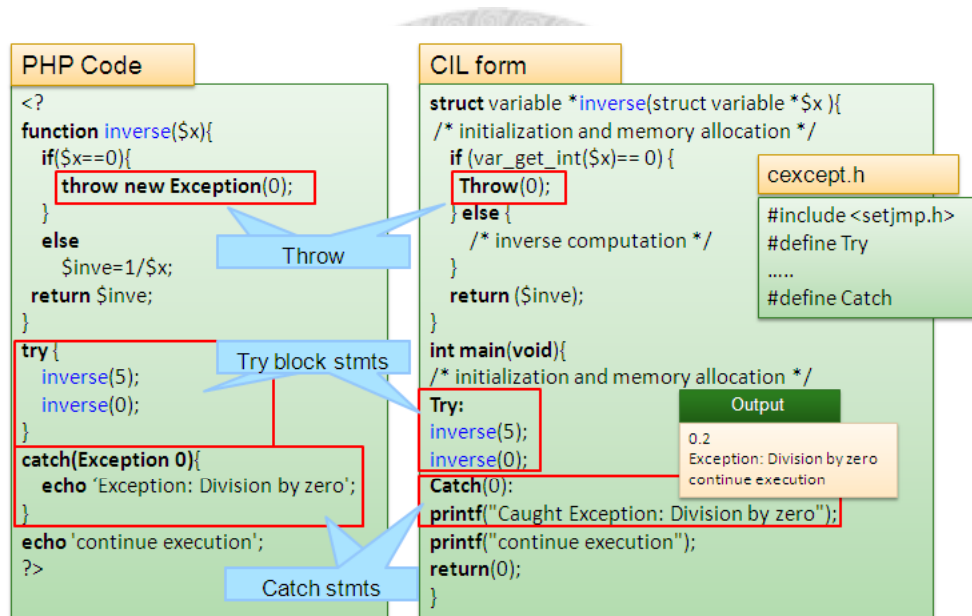 PHP Code
<?
function inverse($x){
if($x==0){
throw new Exception(0);
}
else
$inve=1/$x;
return $inve;
}
try {
inverse(5);
inverse(0);
}
catch(Exception 0){
echo ‘Exception: Division by zero';
}
echo 'continue execution';
?>
Throw
Try block stmts
Catch stmts
CIL form
struct variable *inverse(struct variable *$x ){
/* initialization and memory allocation */
if (var_get_int($x)== 0) {
Throw(0);
} else {
/* inverse computation */
}
return ($inve);
}
int main(void){
/* initialization and memory allocation */
Try:
inverse(5);
inverse(0);
Catch(0):
printf("Caught Exception: Division by zero");
printf("continue execution");
return(0);
}
cexcept.h
#include <setjmp.h>
#define Try
.....
#define Catch
Output
0.2
Exception: Division by zero
continue execution